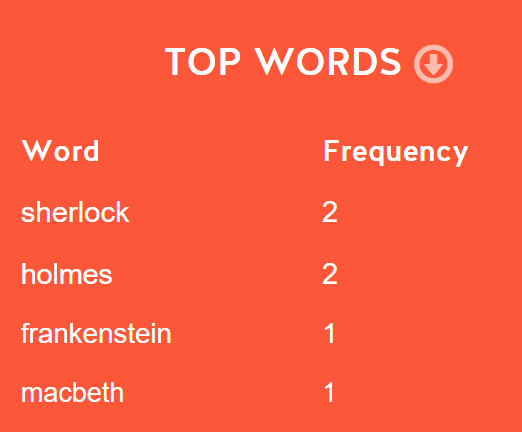 TOP WORDS
Word Frequency
sherlock 2
holmes 2
frankenstein 1
macbeth 1